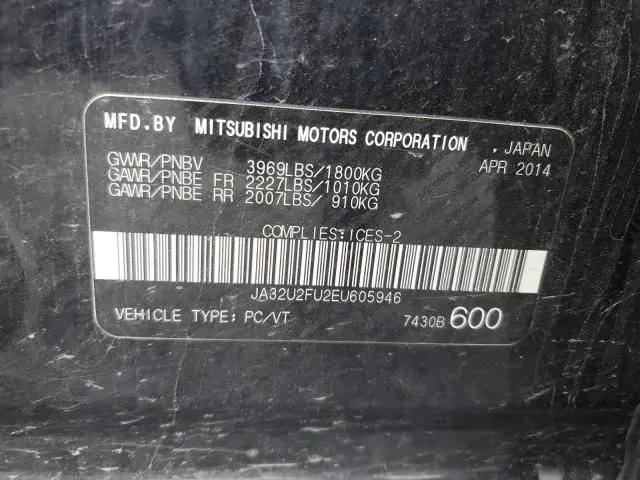 MFD.BY MITSUBISHI MOTORS CORPORATION , JAPAN
GVWR/PNBV 3969LBS/1800KG APR 2014
GAWR/PNBE FR 2227LBS/1010KG
GAWR/PNBE RR 2007LBS/ 910KG
COMPLIES:ICES-2
JA32U2FU2EU605946
VEHICLE TYPE: PC/VT 7430B 600